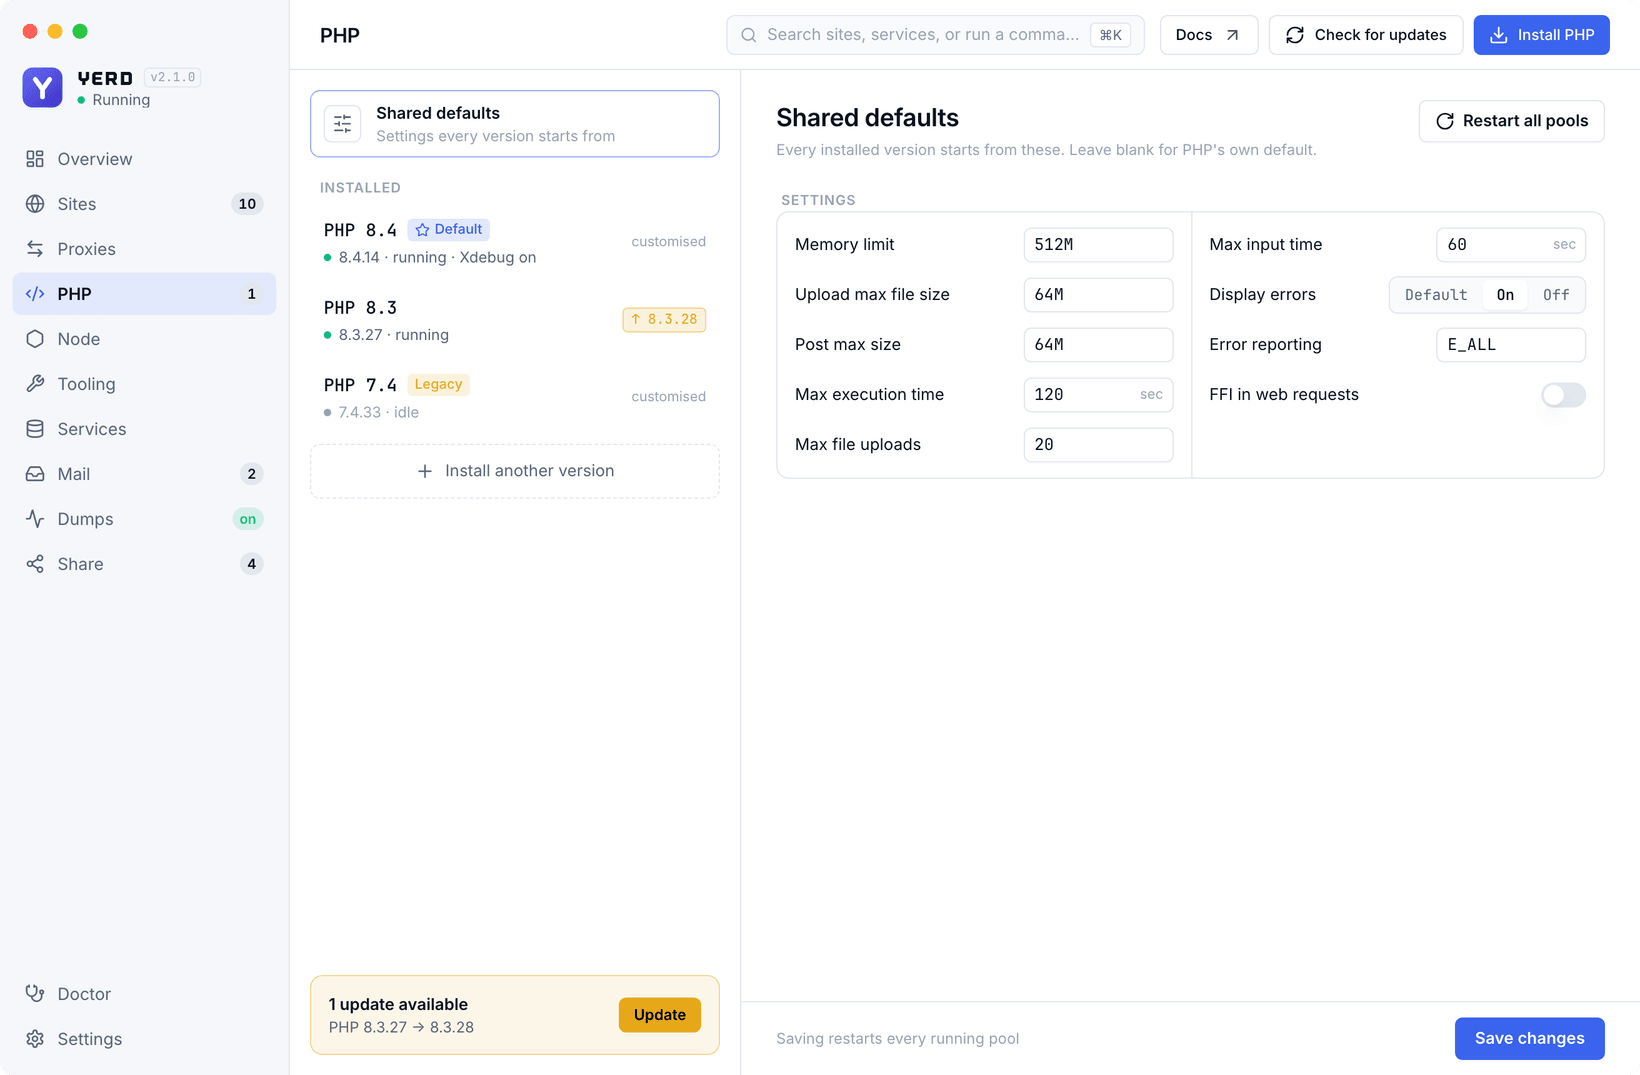 YERD v2.1.0
Running
Overview
Sites 10
Proxies
PHP 1
Node
Tooling
Services
Mail 2
Dumps on
Share 4
Doctor
Settings
PHP
Search sites, services, or run a comma... ⌘K
Docs
Check for updates
Install PHP
Shared defaults
Settings every version starts from
INSTALLED
PHP 8.4 Default
8.4.14 · running · Xdebug on
customised
PHP 8.3
8.3.27 · running
↑ 8.3.28
PHP 7.4 Legacy
7.4.33 · idle
customised
Install another version
1 update available
PHP 8.3.27 → 8.3.28
Update
Shared defaults
Every installed version starts from these. Leave blank for PHP's own default.
Restart all pools
SETTINGS
Memory limit 512M
Upload max file size 64M
Post max size 64M
Max execution time 120 sec
Max file uploads 20
Max input time 60 sec
Display errors Default On Off
Error reporting E_ALL
FFI in web requests
Saving restarts every running pool
Save changes